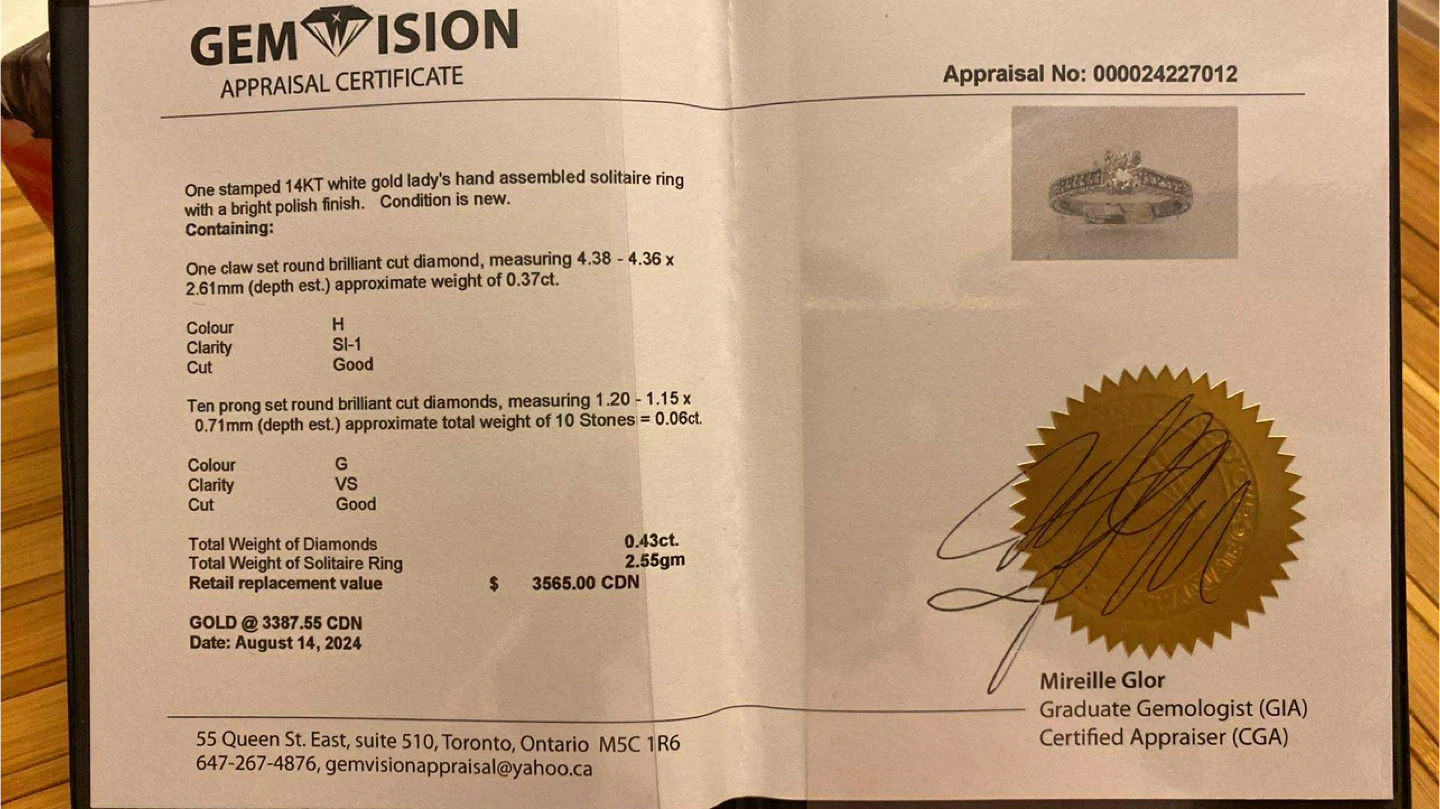 GEMVISION
APPRAISAL CERTIFICATE
Appraisal No: 000024227012
One stamped 14KT white gold lady's hand assembled solitaire ring
with a bright polish finish. Condition is new.
Containing:
One claw set round brilliant cut diamond, measuring 4.38 - 4.36 x
2.61mm (depth est.) approximate weight of 0.37ct.
Colour H
Clarity SI-1
Cut Good
Ten prong set round brilliant cut diamonds, measuring 1.20 - 1.15 x
0.71mm (depth est.) approximate total weight of 10 Stones = 0.06ct.
Colour G
Clarity VS
Cut Good
Total Weight of Diamonds 0.43ct.
Total Weight of Solitaire Ring 2.55gm
Retail replacement value $ 3565.00 CDN
GOLD @ 3387.55 CDN
Date: August 14, 2024
55 Queen St. East, suite 510, Toronto, Ontario M5C 1R6
647-267-4876, gemvisionappraisal@yahoo.ca
Mireille Glor
Graduate Gemologist (GIA)
Certified Appraiser (CGA)